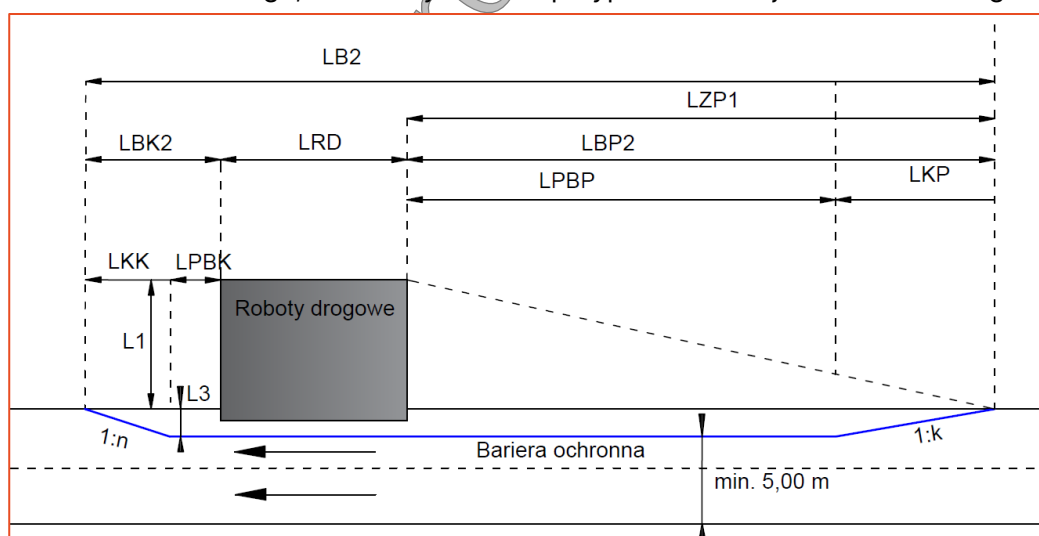 LB2
LZP1
LBK2
LRD
LBP2
LPBP
LKP
LKK
LPBK
Roboty drogowe
L1
L3
1:n
Bariera ochronna
1:k
min. 5,00 m